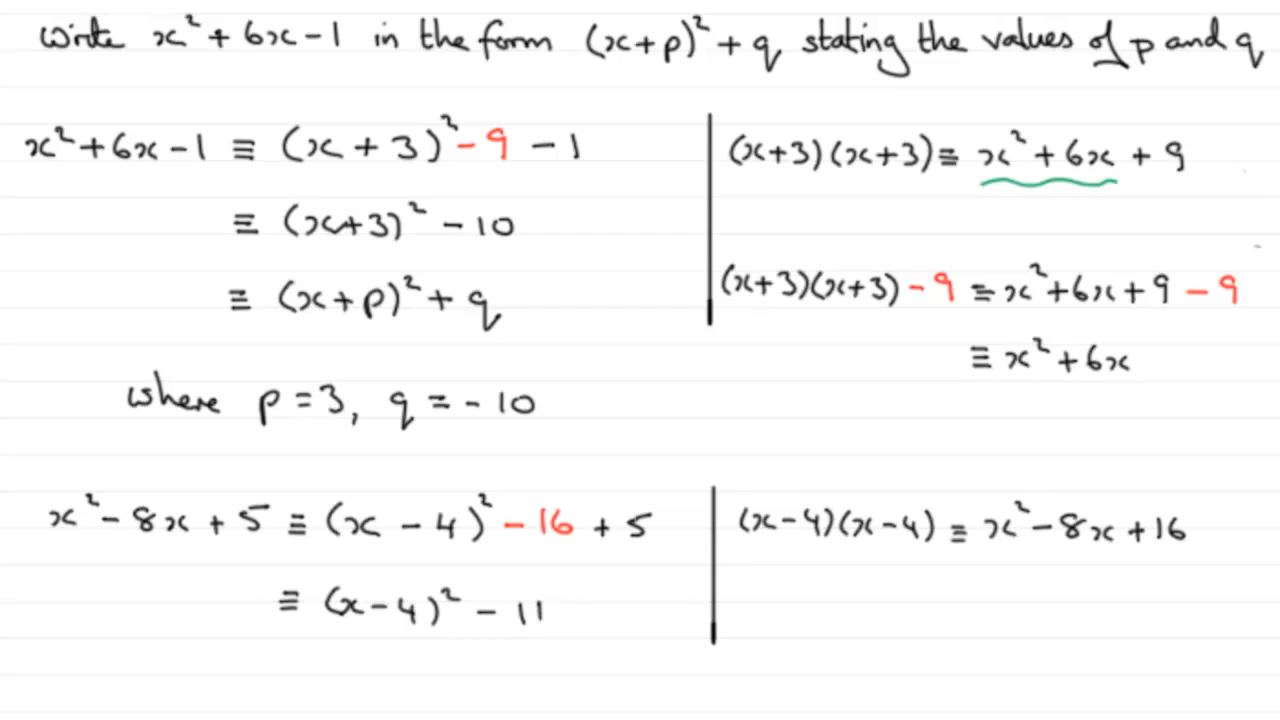 Write x² + 6x - 1 in the form (x+p)² + q stating the values of p and q
x² + 6x - 1 ≡ (x + 3)² - 9 - 1
≡ (x+3)² - 10
≡ (x+p)² + q
where p = 3, q = - 10
(x+3)(x+3) ≡ x² + 6x + 9
(x+3)(x+3) - 9 ≡ x² + 6x + 9 - 9
≡ x² + 6x
x² - 8x + 5 ≡ (x - 4)² - 16 + 5
≡ (x - 4)² - 11
(x - 4)(x - 4) ≡ x² - 8x + 16